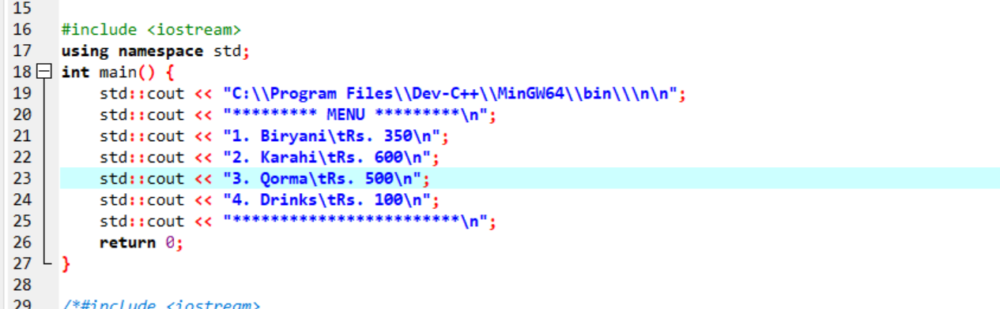 15
16 #include <iostream>
17 using namespace std;
18 int main() {
19 std::cout << "C:\\Program Files\\Dev-C++\\MinGW64\\bin\\\n\n";
20 std::cout << "********* MENU *********\n";
21 std::cout << "1. Biryani\tRs. 350\n";
22 std::cout << "2. Karahi\tRs. 600\n";
23 std::cout << "3. Qorma\tRs. 500\n";
24 std::cout << "4. Drinks\tRs. 100\n";
25 std::cout << "************************\n";
26 return 0;
27 }
28
29 /*#include <iostream>